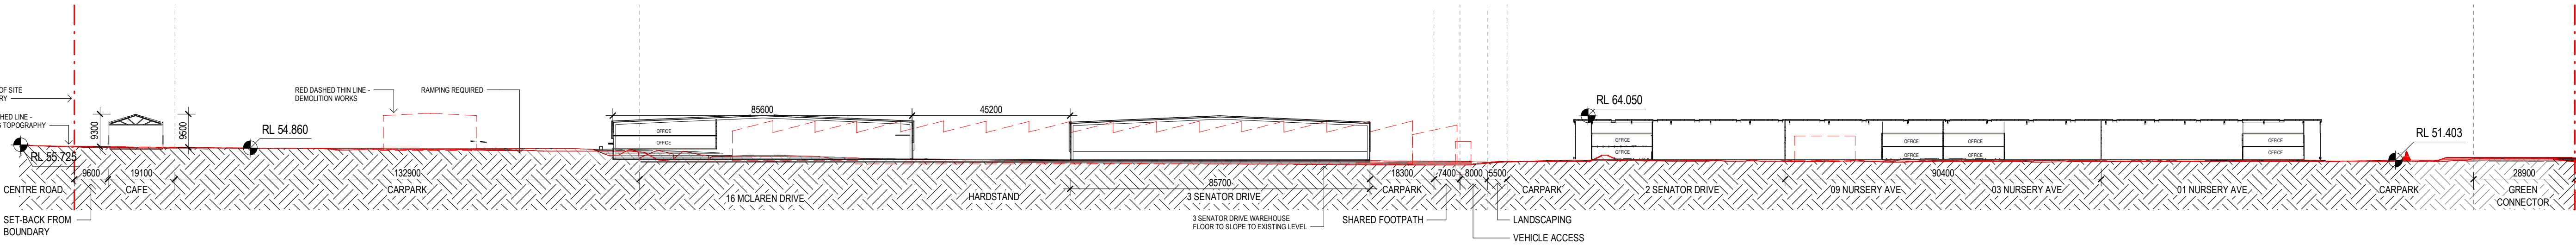 OF SITE
RY
HED LINE -
G TOPOGRAPHY
9300
9500
RL 54.860
RL 55.725
RED DASHED THIN LINE -
DEMOLITION WORKS
RAMPING REQUIRED
85600
45200
OFFICE
OFFICE
RL 64.050
OFFICE
OFFICE
OFFICE
OFFICE
OFFICE
OFFICE
OFFICE
OFFICE
RL 51.403
9600
19100
132900
85700
18300
7400
8000
5500
90400
28900
CENTRE ROAD
CAFE
CARPARK
16 MCLAREN DRIVE
HARDSTAND
3 SENATOR DRIVE
CARPARK
CARPARK
2 SENATOR DRIVE
09 NURSERY AVE
03 NURSERY AVE
01 NURSERY AVE
CARPARK
GREEN
CONNECTOR
SET-BACK FROM
BOUNDARY
3 SENATOR DRIVE WAREHOUSE
FLOOR TO SLOPE TO EXISTING LEVEL
SHARED FOOTPATH
LANDSCAPING
VEHICLE ACCESS